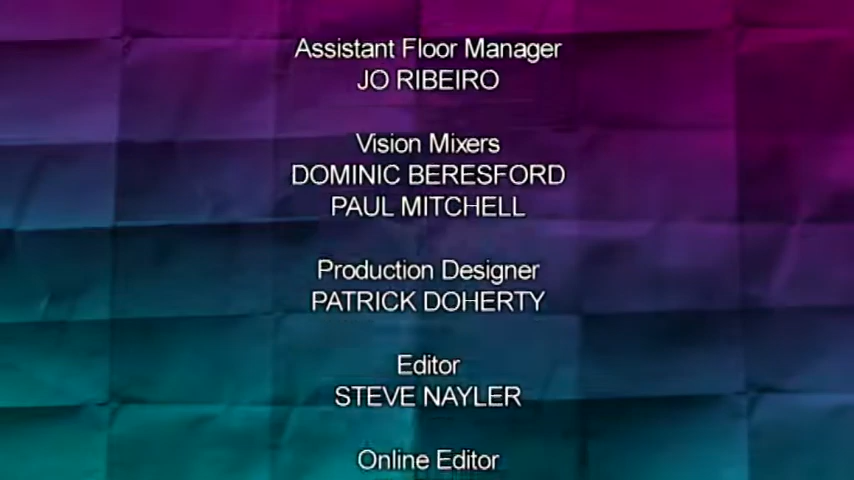 Assistant Floor Manager
JO RIBEIRO
Vision Mixers
DOMINIC BERESFORD
PAUL MITCHELL
Production Designer
PATRICK DOHERTY
Editor
STEVE NAYLER
Online Editor